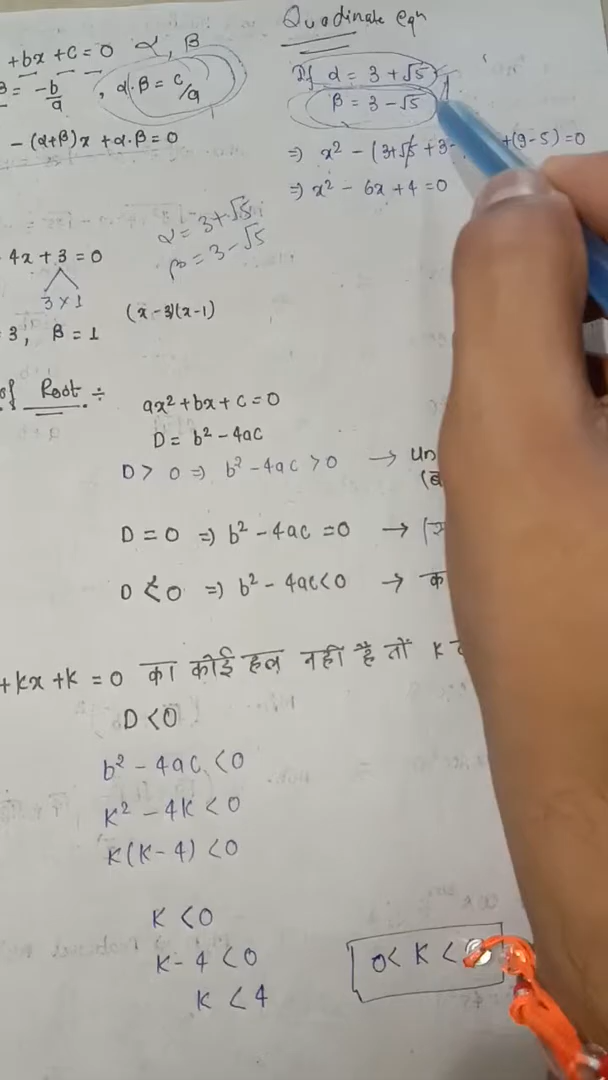 Quadinate eqn
+bx+c=0 α, β
= -b/a , α.β = c/a
- (α+β)x + α.β = 0
If α = 3 + √5
β = 3 - √5
=> x² - (3+√5 + 3- +(9-5) = 0
=> x² - 6x + 4 = 0
α = 3+√5
β = 3-√5
4x + 3 = 0
3 x 1
(x-3)(x-1)
= 3, β = 1
of Root ÷
ax²+bx+c=0
D = b² - 4ac
D > 0 => b² - 4ac > 0 → Un
D = 0 => b² - 4ac = 0 →
D < 0 => b² - 4ac < 0 → क
+kx+k = 0 का कोई हल नहीं है तों K
D < 0
b² - 4ac < 0
K² - 4K < 0
K(K-4) < 0
K < 0
K - 4 < 0
K < 4
0 < K <